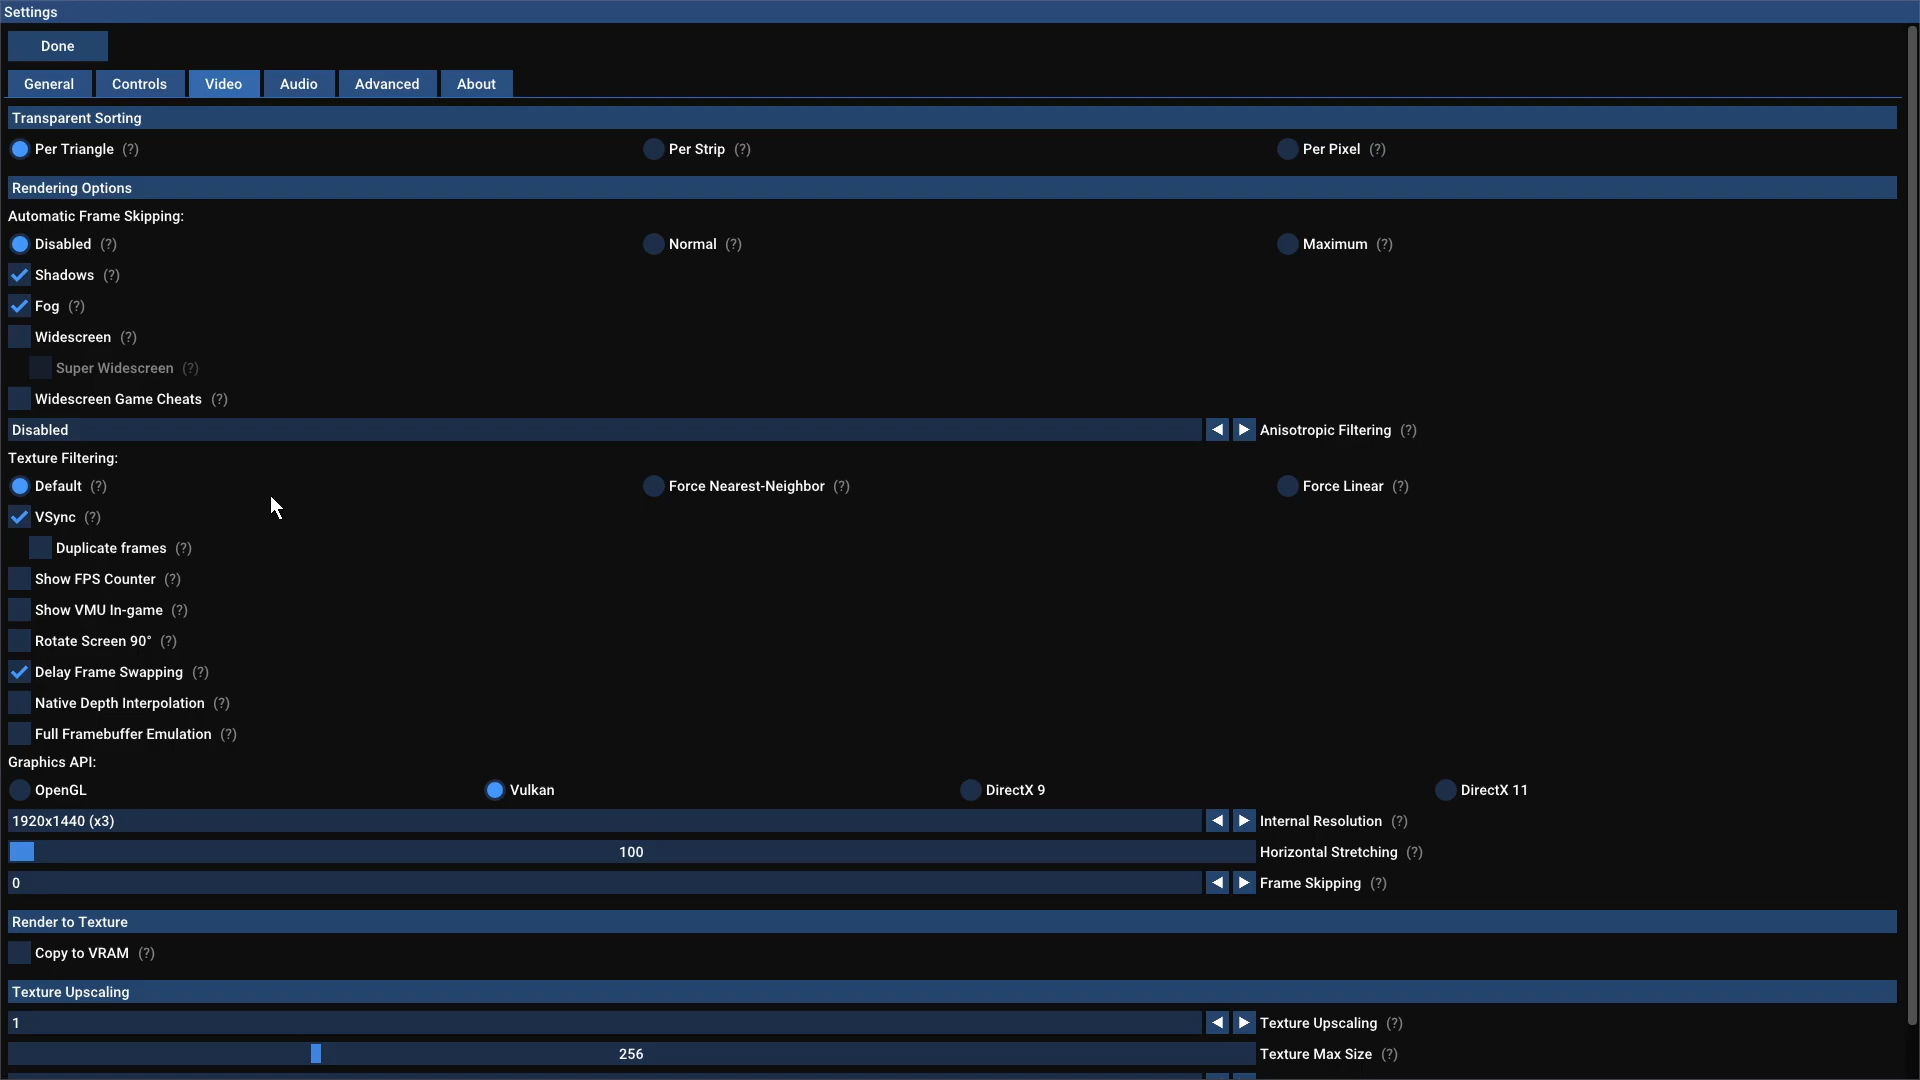 Settings
Done
General Controls Video Audio Advanced About
Transparent Sorting
Per Triangle (?) Per Strip (?) Per Pixel (?)
Rendering Options
Automatic Frame Skipping:
Disabled (?) Normal (?) Maximum (?)
Shadows (?)
Fog (?)
Widescreen (?)
Super Widescreen (?)
Widescreen Game Cheats (?)
Disabled Anisotropic Filtering (?)
Texture Filtering:
Default (?) Force Nearest-Neighbor (?) Force Linear (?)
VSync (?)
Duplicate frames (?)
Show FPS Counter (?)
Show VMU In-game (?)
Rotate Screen 90° (?)
Delay Frame Swapping (?)
Native Depth Interpolation (?)
Full Framebuffer Emulation (?)
Graphics API:
OpenGL Vulkan DirectX 9 DirectX 11
1920x1440 (x3) Internal Resolution (?)
100 Horizontal Stretching (?)
0 Frame Skipping (?)
Render to Texture
Copy to VRAM (?)
Texture Upscaling
1 Texture Upscaling (?)
256 Texture Max Size (?)